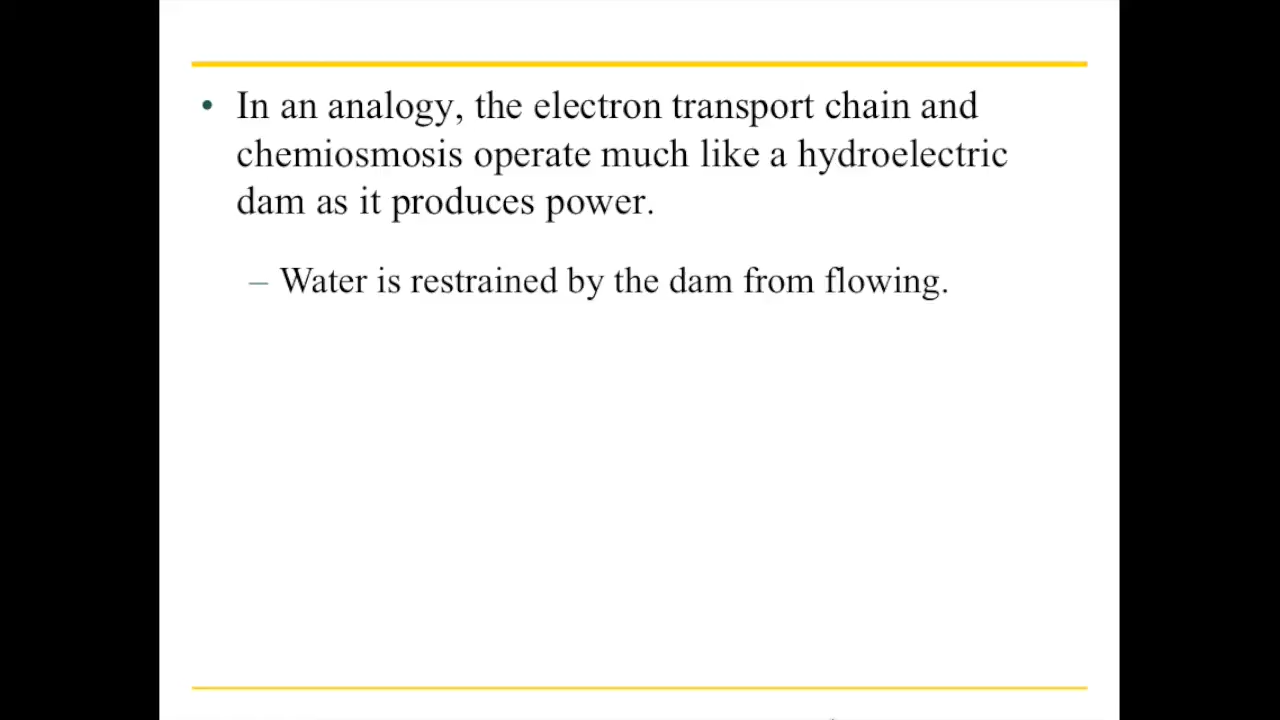 • In an analogy, the electron transport chain and
chemiosmosis operate much like a hydroelectric
dam as it produces power.
– Water is restrained by the dam from flowing.